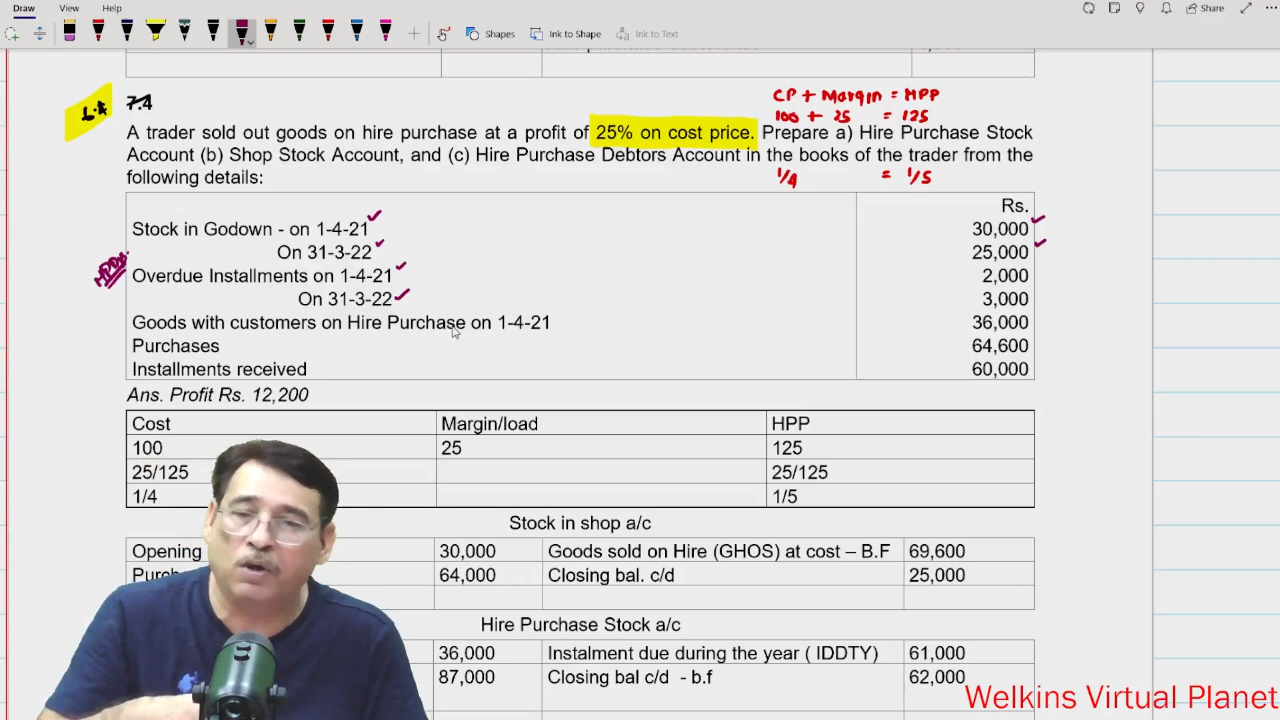 Draw View Help
Share
Shapes Ink to Shape Ink to Text
6.4 7.4
CP + Margin = HPP
100 + 25 = 125
A trader sold out goods on hire purchase at a profit of 25% on cost price. Prepare a) Hire Purchase Stock
Account (b) Shop Stock Account, and (c) Hire Purchase Debtors Account in the books of the trader from the
following details:
1/4 = 1/5
Rs.
Stock in Godown - on 1-4-21 30,000
On 31-3-22 25,000
HPDs
Overdue Installments on 1-4-21 2,000
On 31-3-22 3,000
Goods with customers on Hire Purchase on 1-4-21 36,000
Purchases 64,600
Installments received 60,000
Ans. Profit Rs. 12,200
Cost Margin/load HPP
100 25 125
25/125 25/125
1/4 1/5
Stock in shop a/c
Opening 30,000 Goods sold on Hire (GHOS) at cost – B.F 69,600
64,000 Closing bal. c/d 25,000
Hire Purchase Stock a/c
36,000 Instalment due during the year ( IDDTY) 61,000
87,000 Closing bal c/d - b.f 62,000
Welkins Virtual Planet